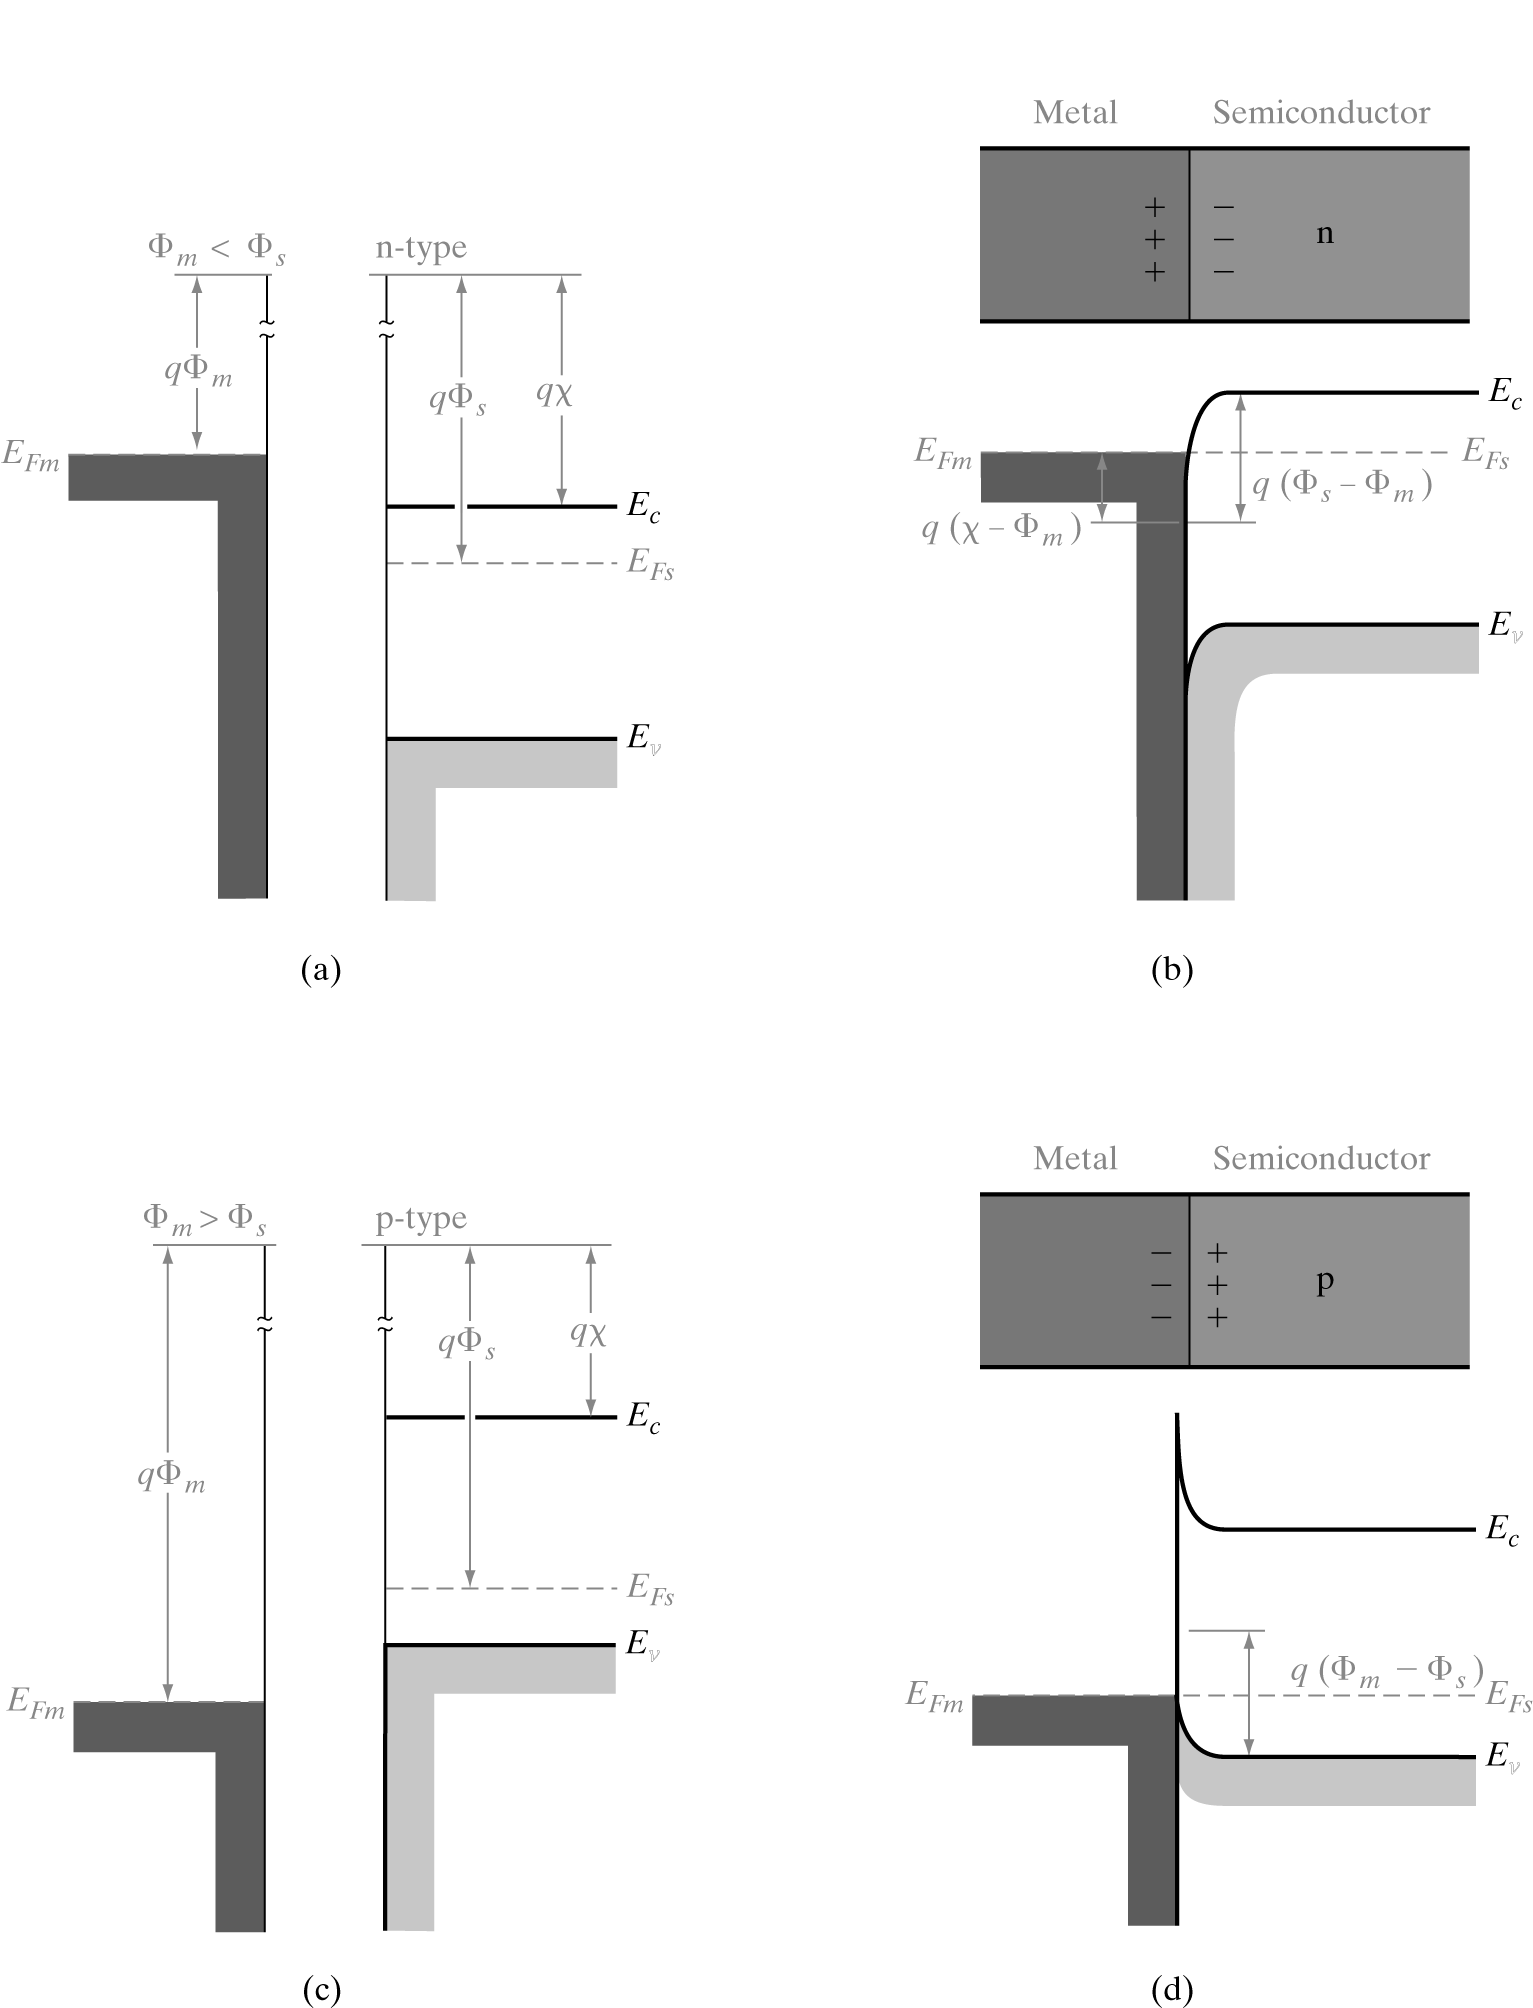 Metal Semiconductor
+ −
+ − n
+ −
Φm < Φs n-type
qΦm qΦs qχ
EFm Ec EFs Ev
Ec
EFm EFs
q (Φs – Φm)
q (χ – Φm)
Ev
(a) (b)
Metal Semiconductor
− +
− + p
− +
Φm > Φs p-type
qΦs qχ
Ec
qΦm
EFs
Ev
EFm
Ec
q (Φm – Φs)
EFm EFs
Ev
(c) (d)